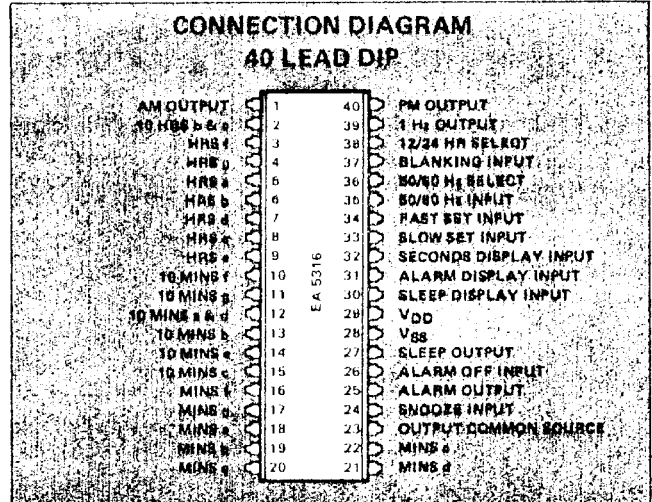 CONNECTION DIAGRAM
40 LEAD DIP
AM OUTPUT 1 40 PM OUTPUT
10 HRS b & c 2 39 1 Hz OUTPUT
HRS f 3 38 12/24 HR SELECT
HRS g 4 37 BLANKING INPUT
HRS a 5 36 50/60 Hz SELECT
HRS b 6 35 50/60 Hz INPUT
HRS d 7 34 FAST SET INPUT
HRS 8 33 SLOW SET INPUT
HRS 9 32 SECONDS DISPLAY INPUT
10 MINS f 10 31 ALARM DISPLAY INPUT
10 MINS g 11 30 SLEEP DISPLAY INPUT
10 MINS a & d 12 29 VDD
10 MINS b 13 28 VSS
10 MINS e 14 27 SLEEP OUTPUT
10 MINS c 15 26 ALARM OFF INPUT
MINS f 16 25 ALARM OUTPUT
MINS g 17 24 SNOOZE INPUT
MINS a 18 23 OUTPUT COMMON SOURCE
MINS b 19 22 MINS c
MINS e 20 21 MINS d
EA 5316